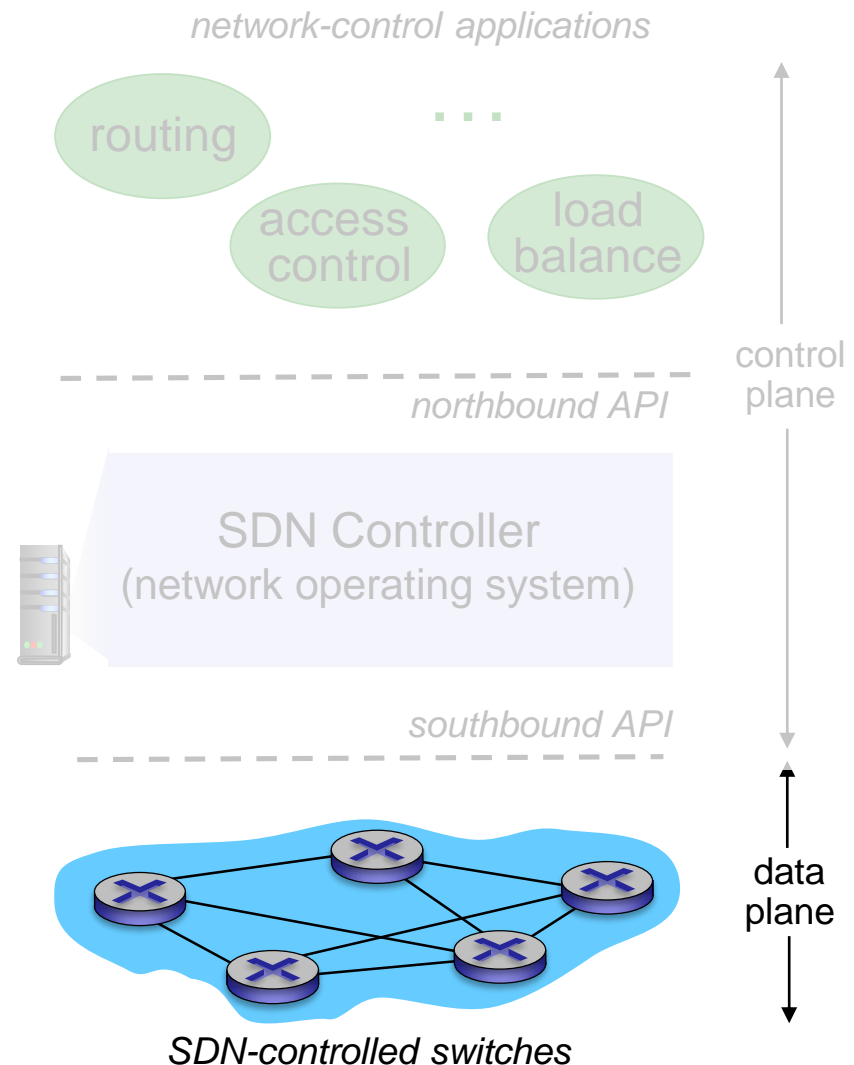 network-control applications
routing
...
access
control
load
balance
control
plane
northbound API
SDN Controller
(network operating system)
southbound API
data
plane
SDN-controlled switches